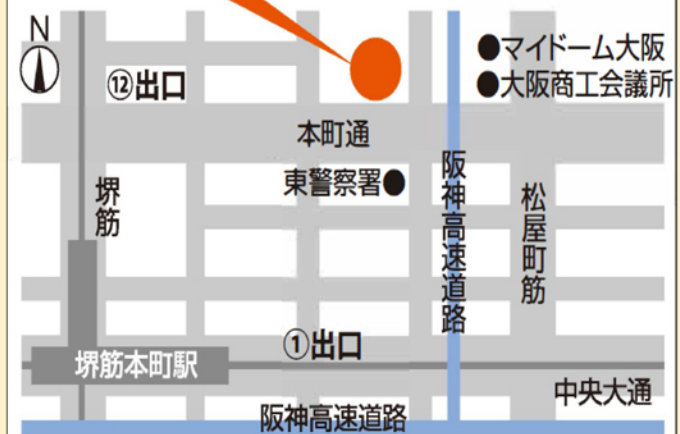 N
●マイドーム大阪
●大阪商工会議所
⑫出口
本町通
東警察署●
堺筋
阪神高速道路
松屋町筋
①出口
堺筋本町駅
中央大通
阪神高速道路